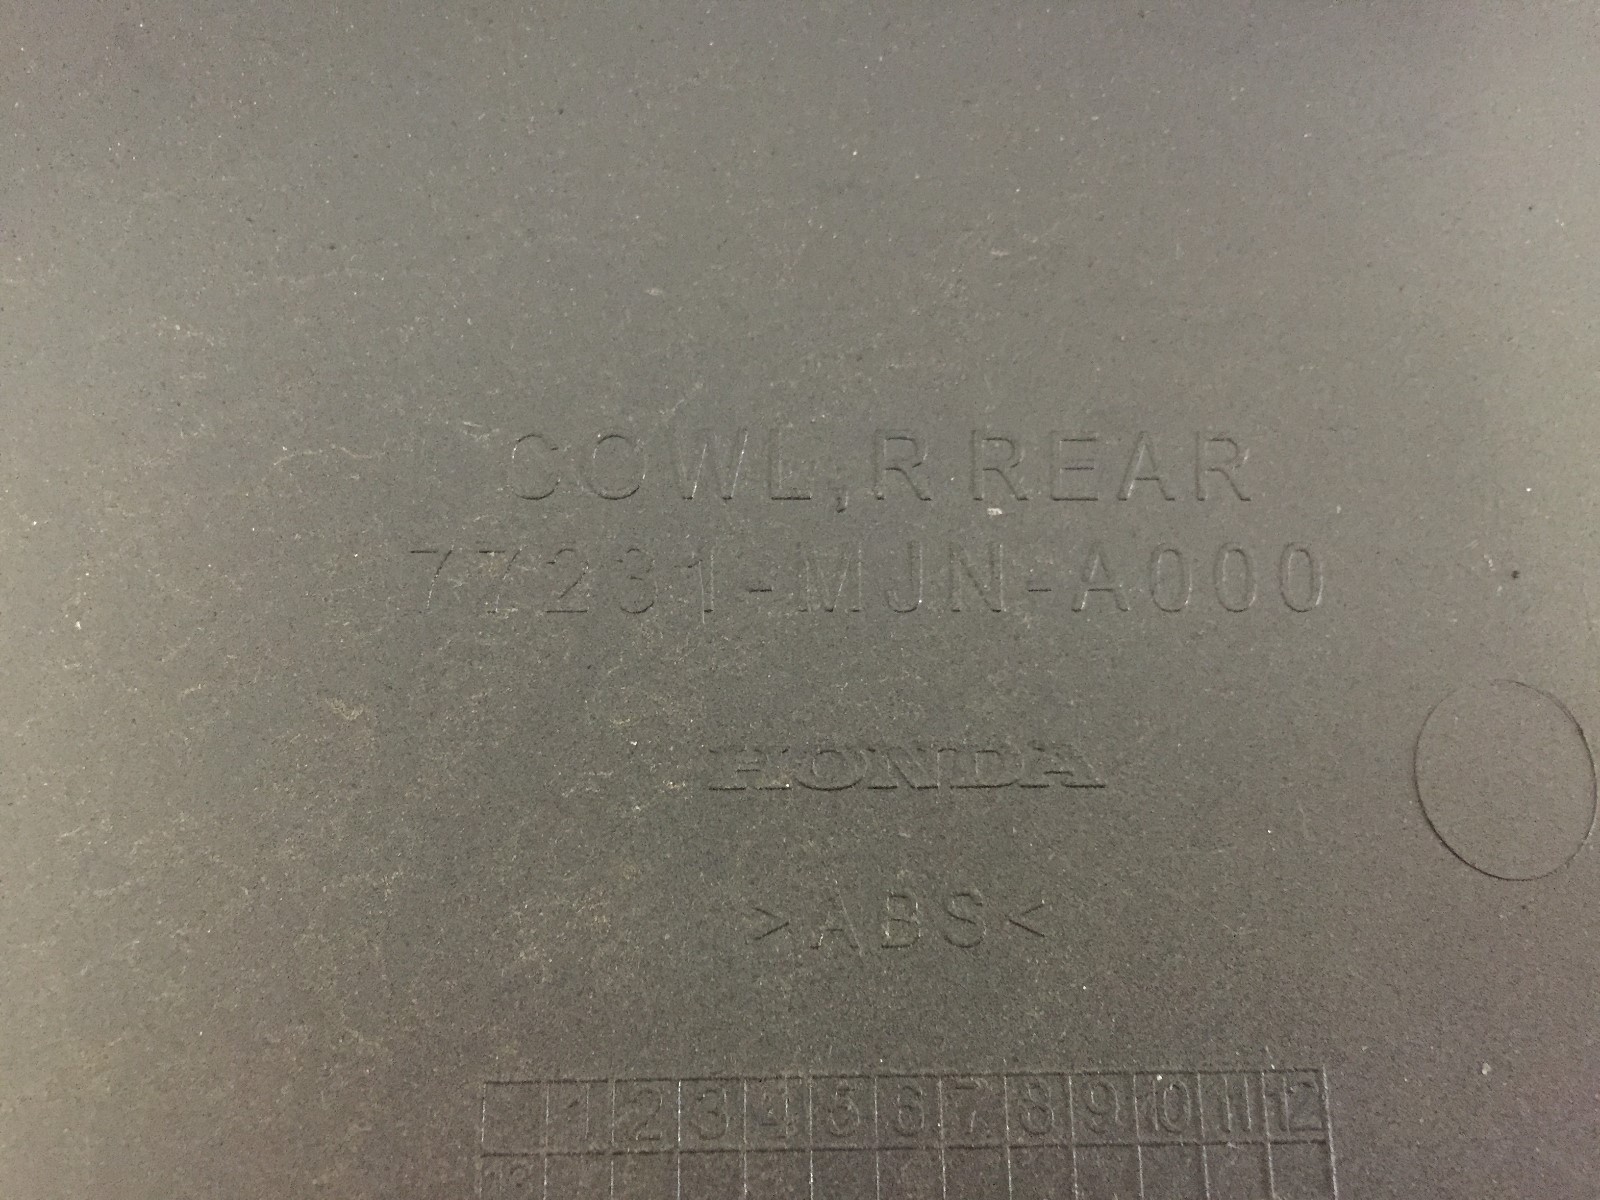 COWL,R REAR
77231-MJN-A000
HONDA
>ABS<
1 2 3 4 5 6 7 8 9 10 11 12